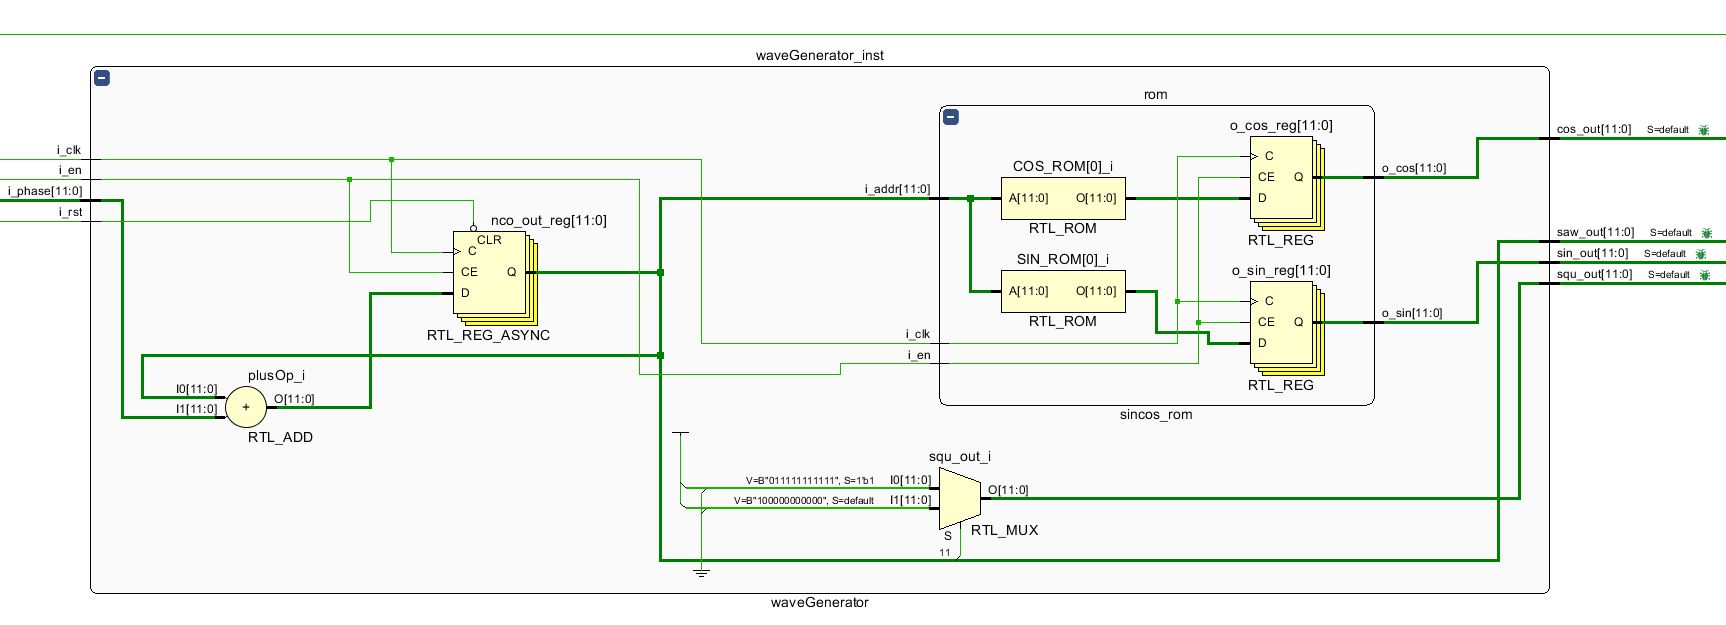 waveGenerator_inst
rom
i_clk
i_en
i_phase[11:0]
i_rst
nco_out_reg[11:0]
CLR
C
CE
Q
D
RTL_REG_ASYNC
plusOp_i
I0[11:0]
I1[11:0]
+
O[11:0]
RTL_ADD
i_addr[11:0]
i_clk
i_en
COS_ROM[0]_i
A[11:0]
O[11:0]
RTL_ROM
SIN_ROM[0]_i
A[11:0]
O[11:0]
RTL_ROM
o_cos_reg[11:0]
C
CE
Q
D
RTL_REG
o_sin_reg[11:0]
C
CE
Q
D
RTL_REG
o_cos[11:0]
o_sin[11:0]
sincos_rom
cos_out[11:0] S=default
saw_out[11:0] S=default
sin_out[11:0] S=default
squ_out[11:0] S=default
squ_out_i
V=B"011111111111", S=1'b1 I0[11:0]
V=B"100000000000", S=default I1[11:0]
O[11:0]
S
RTL_MUX
11
waveGenerator